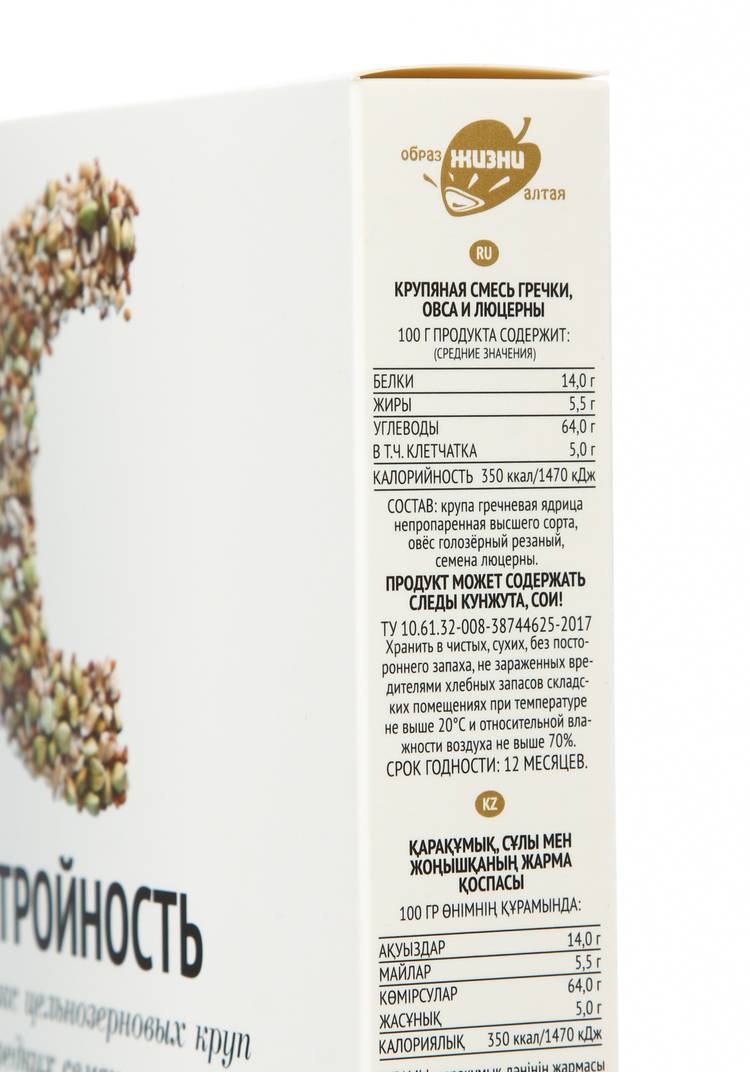 образ ЖИЗНИ
алтая
RU
КРУПЯНАЯ СМЕСЬ ГРЕЧКИ,
ОВСА И ЛЮЦЕРНЫ
100 Г ПРОДУКТА СОДЕРЖИТ:
(СРЕДНИЕ ЗНАЧЕНИЯ)
БЕЛКИ 14,0 г
ЖИРЫ 5,5 г
УГЛЕВОДЫ 64,0 г
В Т.Ч. КЛЕТЧАТКА 5,0 г
КАЛОРИЙНОСТЬ 350 ккал/1470 кДж
СОСТАВ: крупа гречневая ядрица
непропаренная высшего сорта,
овёс голозёрный резаный,
семена люцерны.
ПРОДУКТ МОЖЕТ СОДЕРЖАТЬ
СЛЕДЫ КУНЖУТА, СОИ!
ТУ 10.61.32-008-38744625-2017
Хранить в чистых, сухих, без посто-
роннего запаха, не зараженных вре-
дителями хлебных запасов складс-
ких помещениях при температуре
не выше 20°С и относительной вла-
жности воздуха не выше 70%.
СРОК ГОДНОСТИ: 12 МЕСЯЦЕВ.
KZ
ҚАРАҚҰМЫҚ, СҰЛЫ МЕН
ЖОҢЫШҚАНЫҢ ЖАРМА
ҚОСПАСЫ
100 ГР ӨНІМНІҢ ҚҰРАМЫНДА:
АҚУЫЗДАР 14,0 г
МАЙЛАР 5,5 г
КӨМІРСУЛАР 64,0 г
ЖАСҰНЫҚ 5,0 г
КАЛОРИЯЛЫҚ 350 ккал/1470 кДж
дәнінің жармасы
С
ТРОЙНОСТЬ
цельнозерновых круп